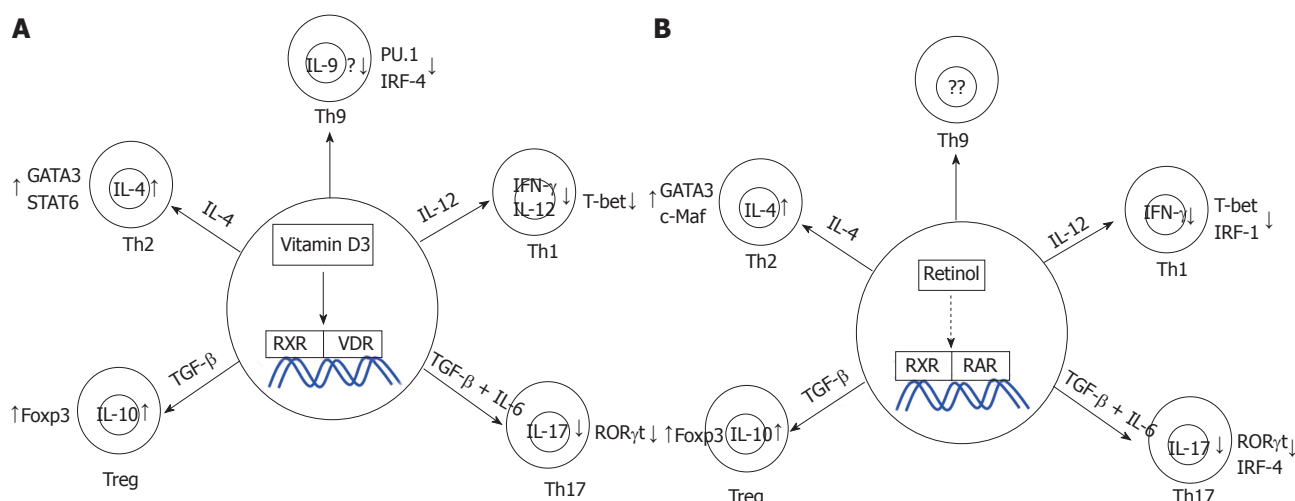 A
IL-9 ?↓
PU.1
IRF-4 ↓
Th9
↑ GATA3
STAT6
IL-4↑
Th2
IL-4
IL-12
IFN-γ
IL-12 ↓
T-bet↓
Th1
Vitamin D3
RXR VDR
TGF-β
↑Foxp3
IL-10↑
Treg
TGF-β + IL-6
IL-17 ↓
RORγt ↓
Th17
B
??
Th9
↑ GATA3
c-Maf
IL-4↑
Th2
IL-4
IL-12
IFN-γ↓
T-bet
IRF-1 ↓
Th1
Retinol
RXR RAR
TGF-β
↑Foxp3
IL-10↑
Treg
TGF-β + IL-6
IL-17 ↓
RORγt↓
IRF-4
Th17